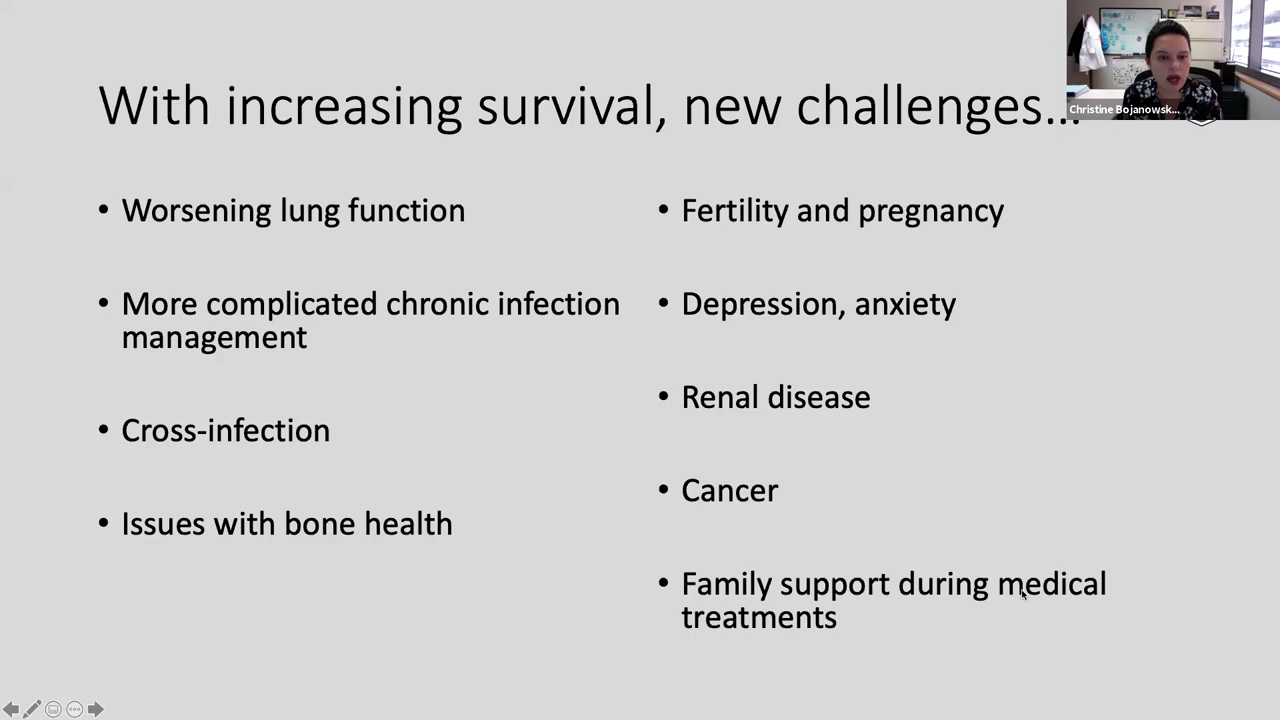 With increasing survival, new challenges...
Christine Bojanowsk...
• Worsening lung function
• More complicated chronic infection
management
• Cross-infection
• Issues with bone health
• Fertility and pregnancy
• Depression, anxiety
• Renal disease
• Cancer
• Family support during medical
treatments